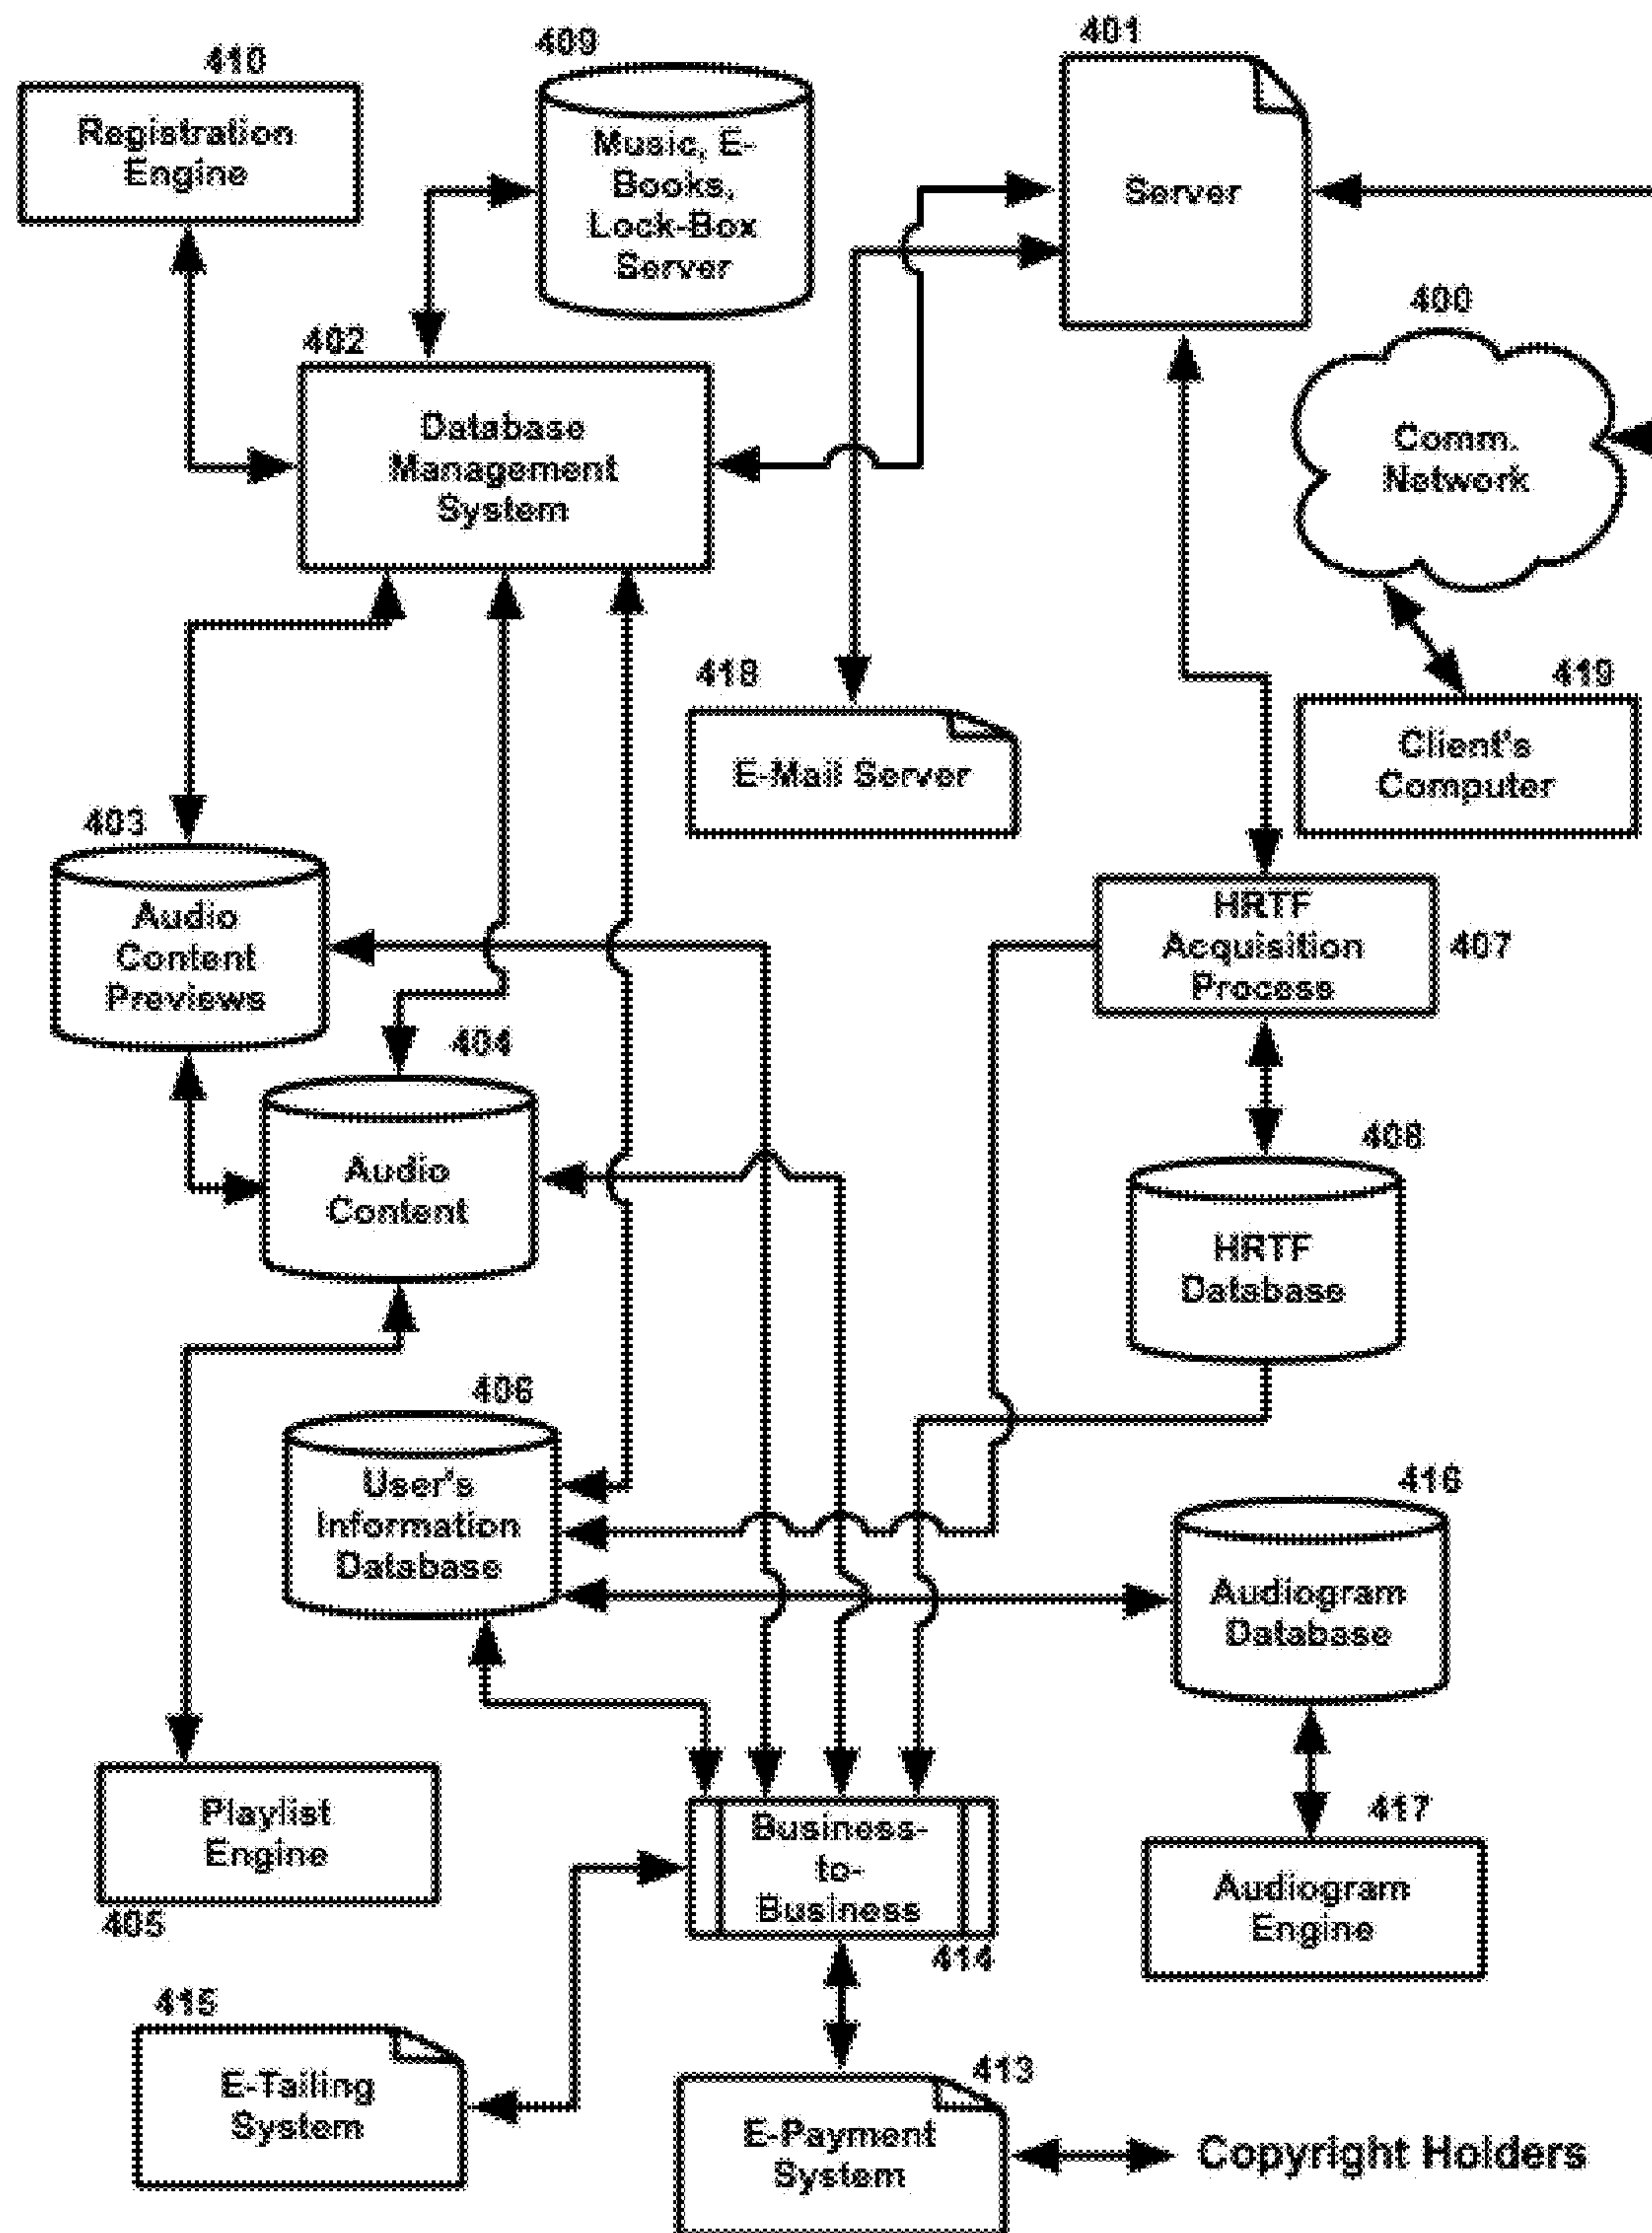 410
Registration
Engine
409
Music, E-
Books,
Lock-Box
Server
401
Server
400
Comm.
Network
402
Database
Management
System
418
E-Mail Server
419
Client's
Computer
403
Audio
Content
Previews
HRTF
Acquisition
Process
407
404
Audio
Content
408
HRTF
Database
406
User's
Information
Database
416
Audiogram
Database
Playlist
Engine
405
Business-
to-
Business
414
417
Audiogram
Engine
415
E-Tailing
System
413
E-Payment
System
Copyright Holders